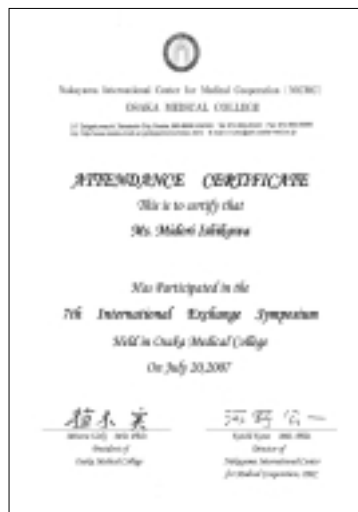 Nakayama International Center for Medical Cooperation (NICMC)
OSAKA MEDICAL COLLEGE
ATTENDANCE CERTIFICATE
This is to certify that
Ms. Midori Ishikawa
Has Participated in the
7th International Exchange Symposium
Held in Osaka Medical College
On July 20,2007
President of
Osaka Medical College
Director of
Nakayama International Center
for Medical Cooperation, OMC